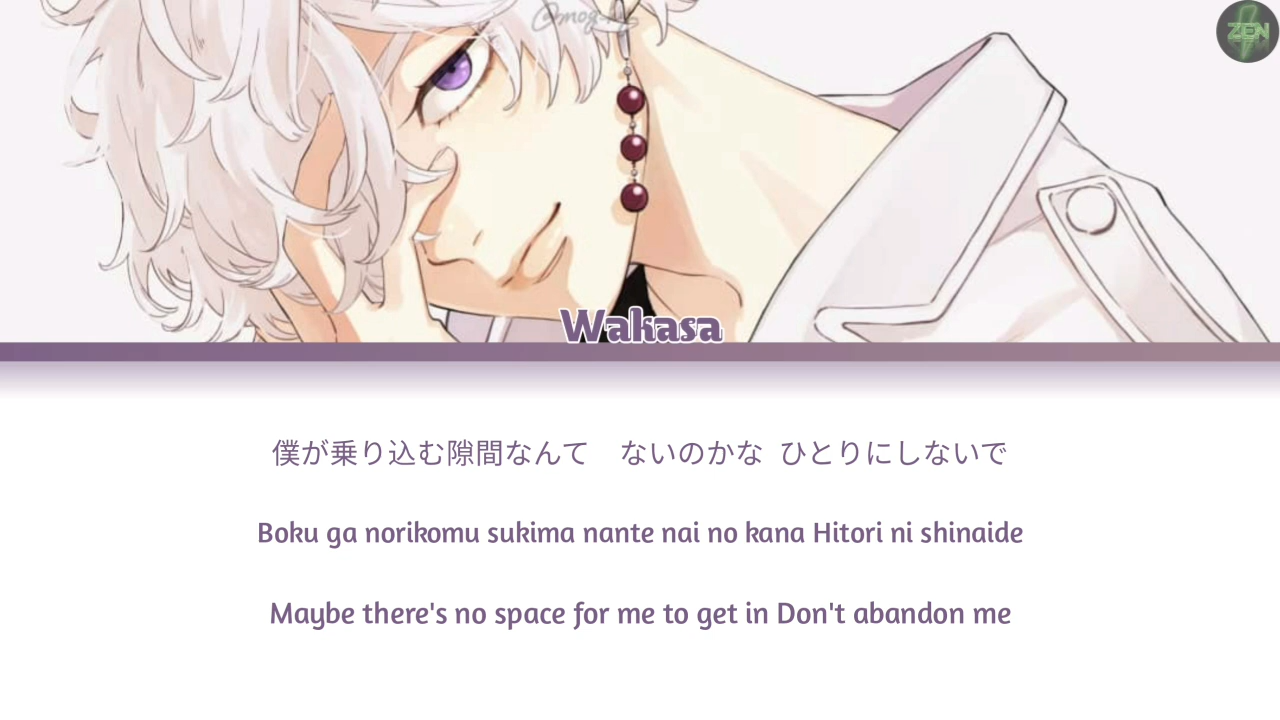 ZEN
Wakasa
僕が乗り込む隙間なんて　ないのかな ひとりにしないで
Boku ga norikomu sukima nante nai no kana Hitori ni shinaide
Maybe there's no space for me to get in Don't abandon me